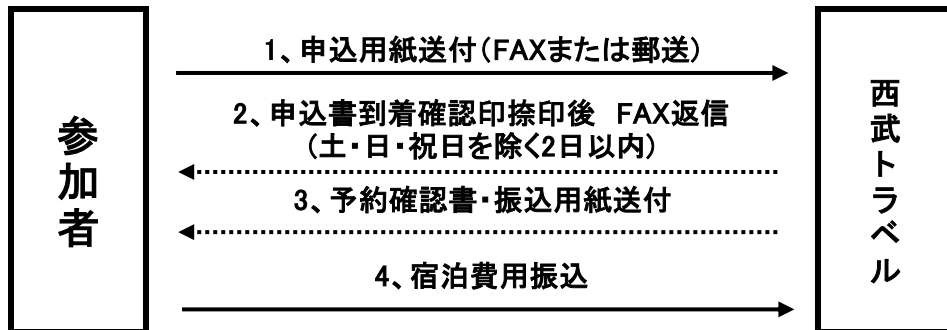 参加者
1、申込用紙送付(FAXまたは郵送)
2、申込書到着確認印捺印後　FAX返信
(土・日・祝日を除く2日以内)
3、予約確認書・振込用紙送付
4、宿泊費用振込
西武トラベル